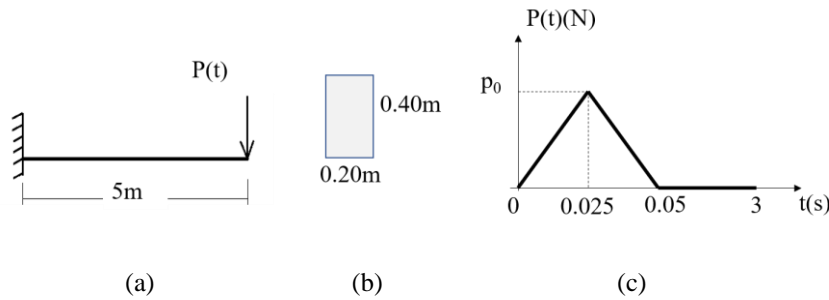 P(t)
5m
(a)
0.40m
0.20m
(b)
P(t)(N)
p₀
0 0.025 0.05 3 t(s)
(c)